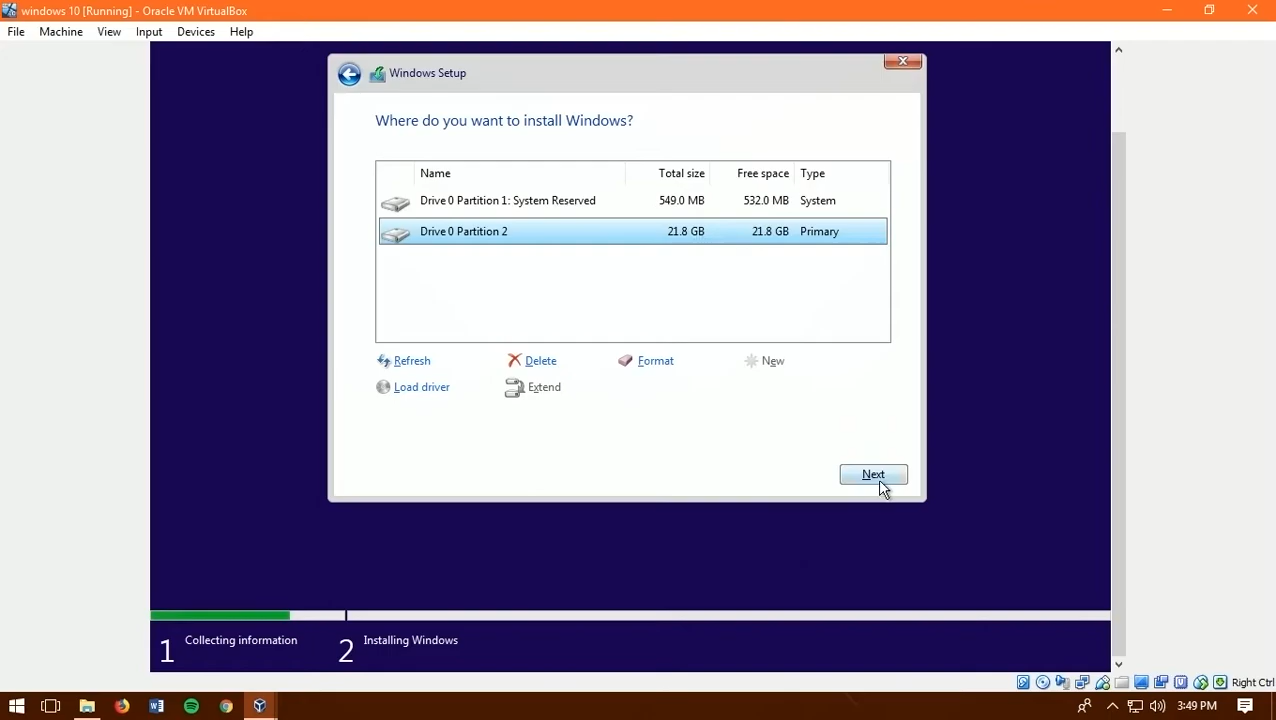 windows 10 [Running] - Oracle VM VirtualBox
File Machine View Input Devices Help
Windows Setup
Where do you want to install Windows?
Name Total size Free space Type
Drive 0 Partition 1: System Reserved 549.0 MB 532.0 MB System
Drive 0 Partition 2 21.8 GB 21.8 GB Primary
Refresh Delete Format New
Load driver Extend
Next
1 Collecting information 2 Installing Windows
Right Ctrl
3:49 PM